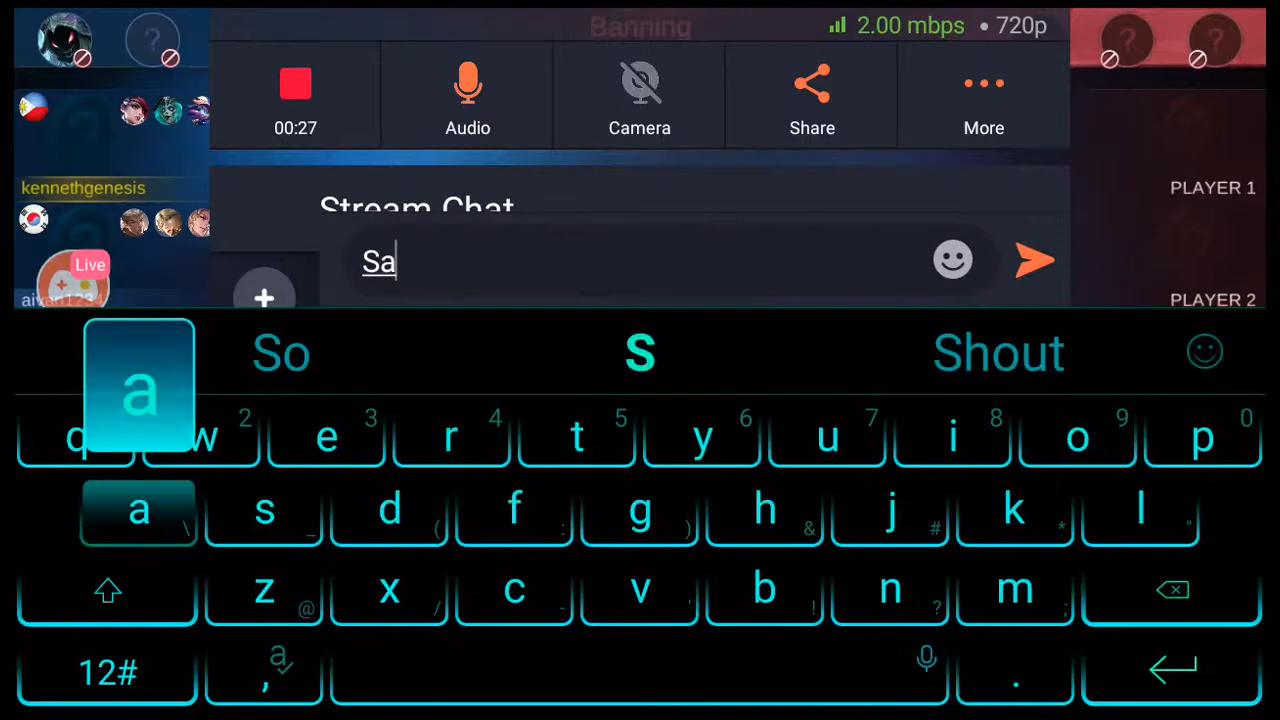 Banning
2.00 mbps • 720p
00:27
Audio
Camera
Share
More
kennethgenesis
PLAYER 1
Stream Chat
Live
Sa
aivan1234
PLAYER 2
a
So
S
Shout
q w 2 e 3 r 4 t 5 y 6 u 7 i 8 o 9 p 0
a \ s _ d ( f : g ) h & j # k * l "
z @ x / c - v ' b ! n ? m ;
12# , a .